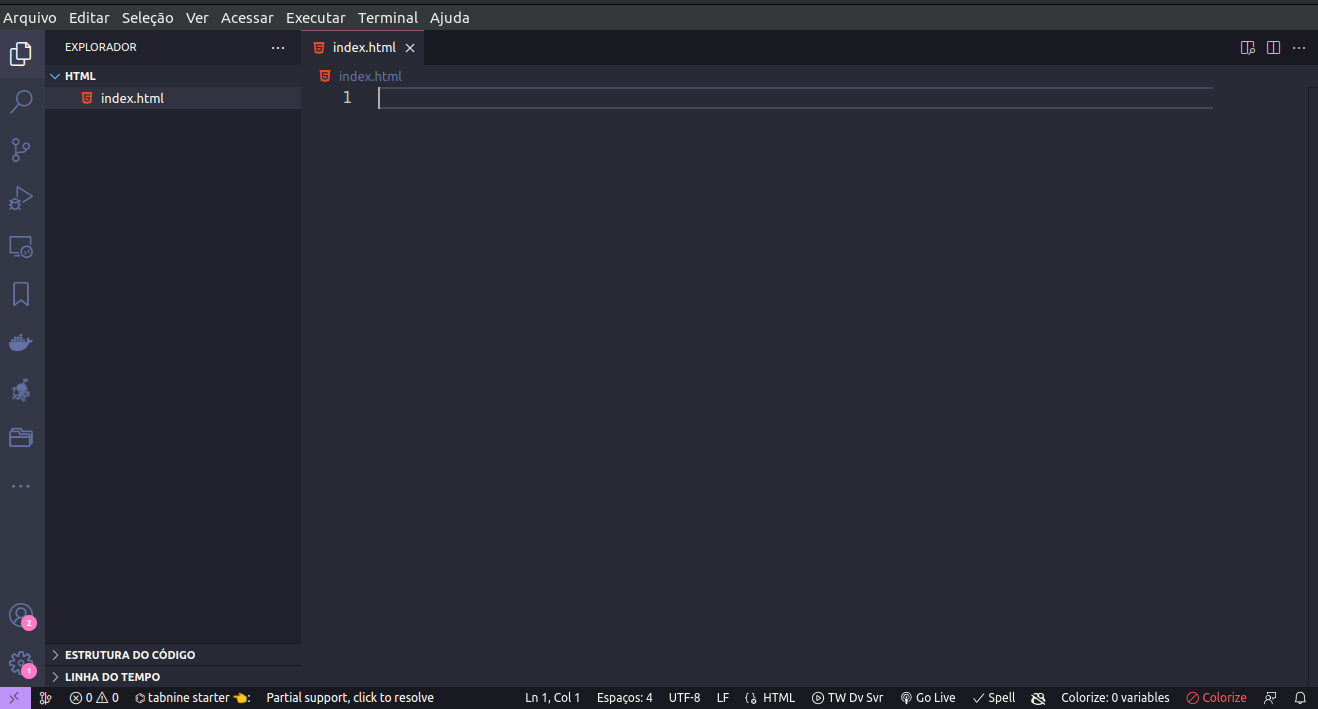 Arquivo Editar Seleção Ver Acessar Executar Terminal Ajuda
EXPLORADOR
index.html
HTML
index.html
index.html
1
ESTRUTURA DO CÓDIGO
LINHA DO TEMPO
2
1
0 0 tabnine starter 👈: Partial support, click to resolve Ln 1, Col 1 Espaços: 4 UTF-8 LF HTML TW Dv Svr Go Live Spell Colorize: 0 variables Colorize